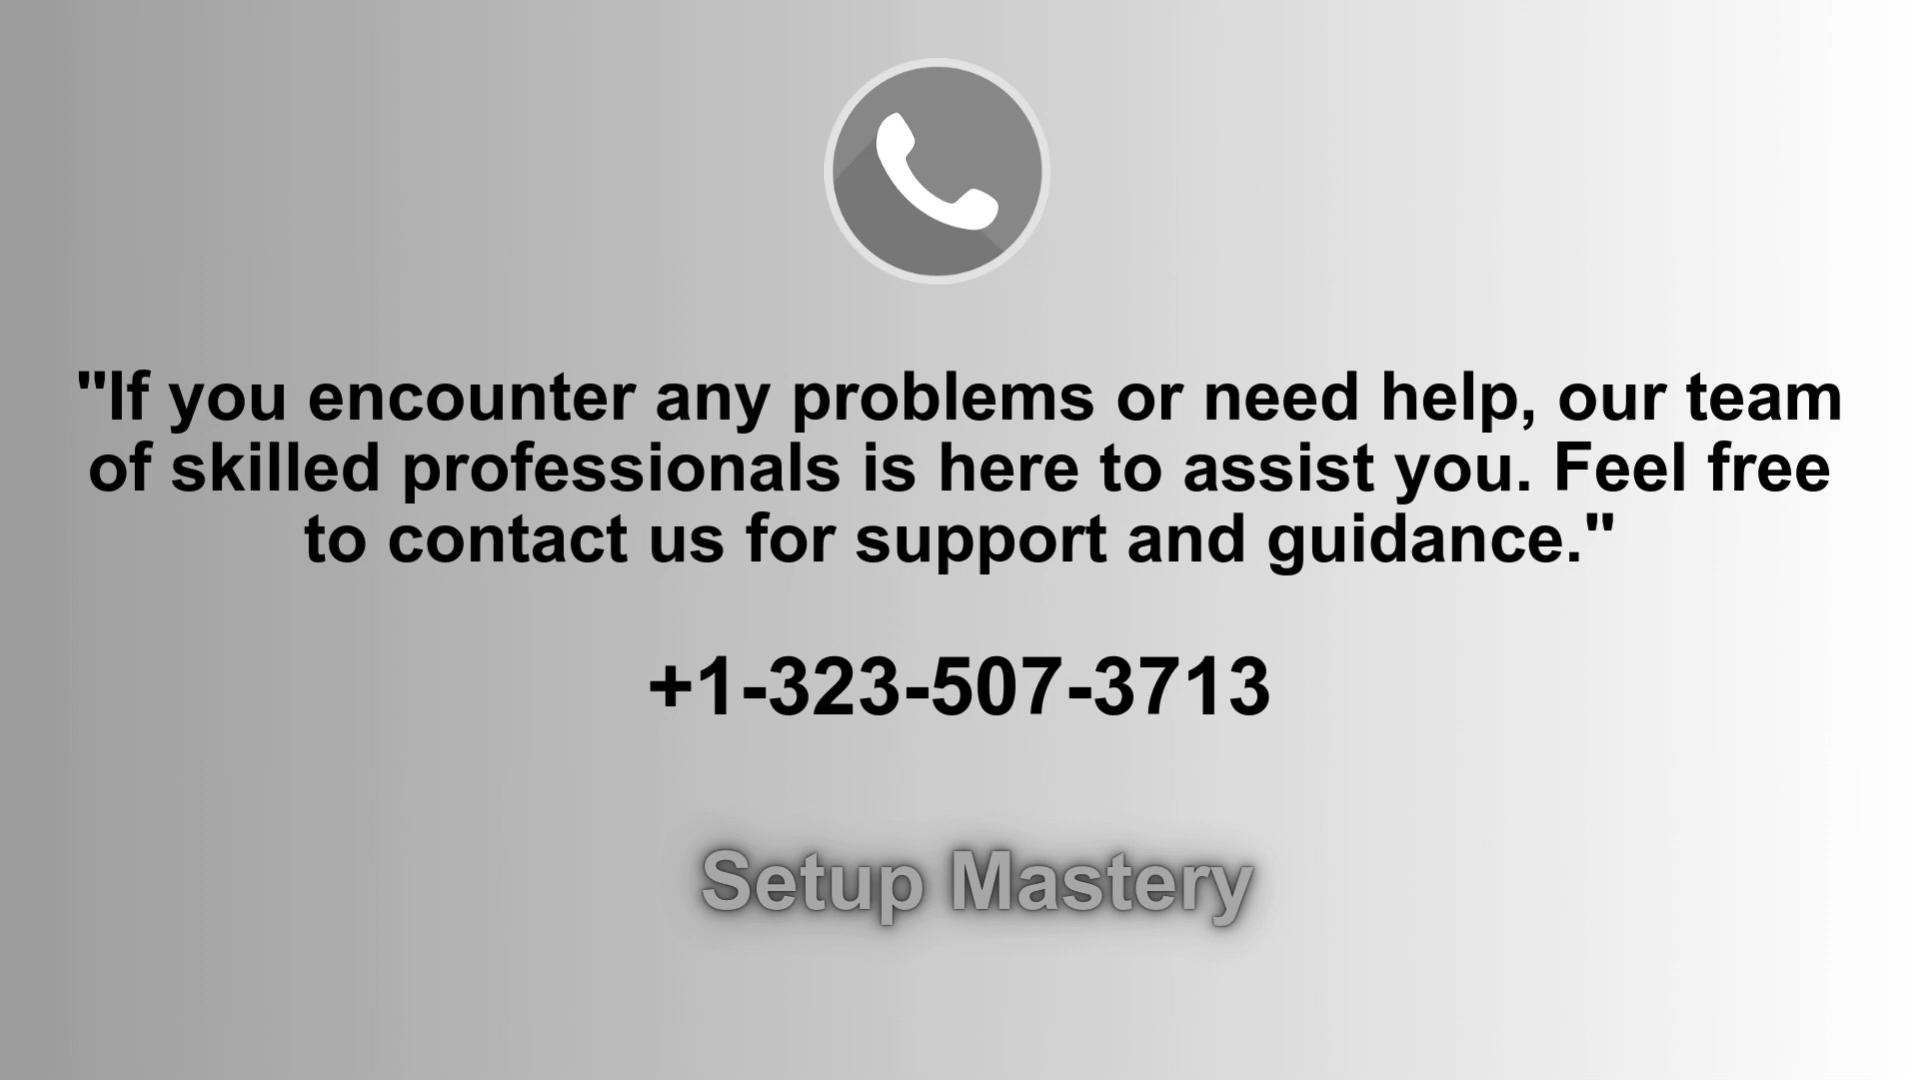 "If you encounter any problems or need help, our team
of skilled professionals is here to assist you. Feel free
to contact us for support and guidance."
+1-323-507-3713
Setup Mastery